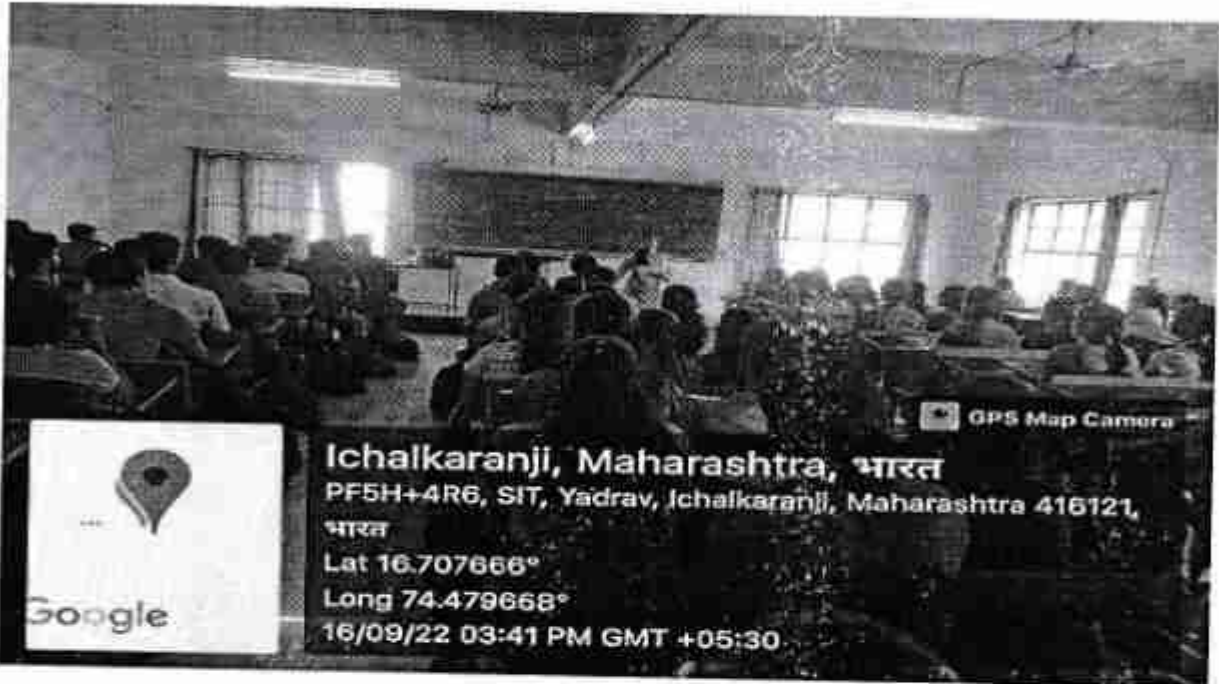 GPS Map Camera
Ichalkaranji, Maharashtra, भारत
PF5H+4R6, SIT, Yadrav, Ichalkaranji, Maharashtra 416121,
भारत
Lat 16.707666°
Long 74.479668°
16/09/22 03:41 PM GMT +05:30
Google